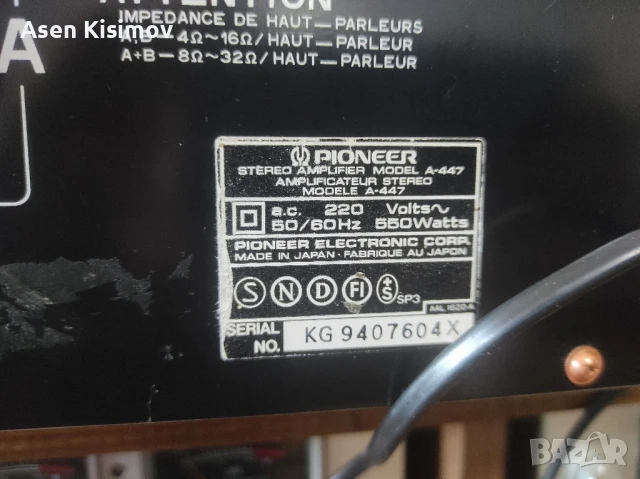 ATTENTION
Asen Kisimov
IMPEDANCE DE HAUT-PARLEURS
A,B-4Ω~16Ω/HAUT-PARLEUR
A+B-8Ω~32Ω/HAUT-PARLEUR
A
PIONEER
STEREO AMPLIFIER MODEL A-447
AMPLIFICATEUR STEREO
MODELE A-447
a.c. 220 Volts~
50/60Hz 550Watts
PIONEER ELECTRONIC CORP.
MADE IN JAPAN · FABRIQUE AU JAPON
S N D FI +S SP3
SERIAL NO. KG 9407604X
BAZAR